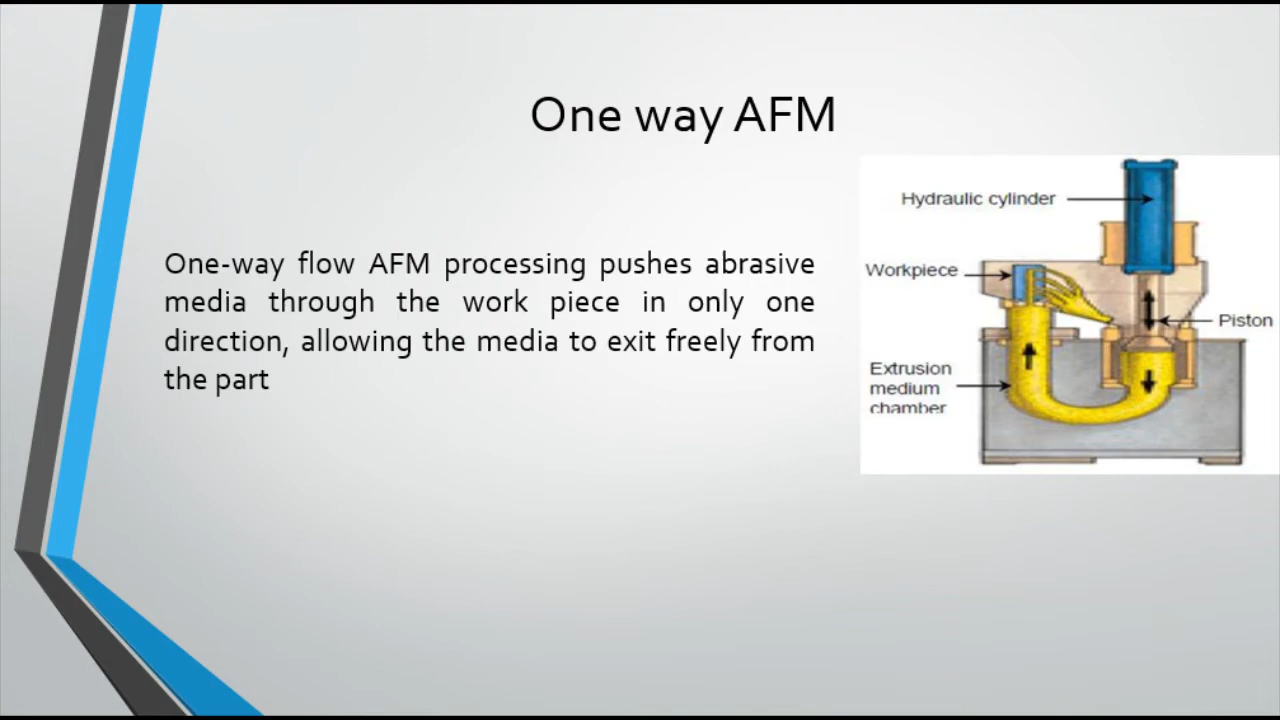 One way AFM
One-way flow AFM processing pushes abrasive
media through the work piece in only one
direction, allowing the media to exit freely from
the part
Hydraulic cylinder
Workpiece
Piston
Extrusion
medium
chamber